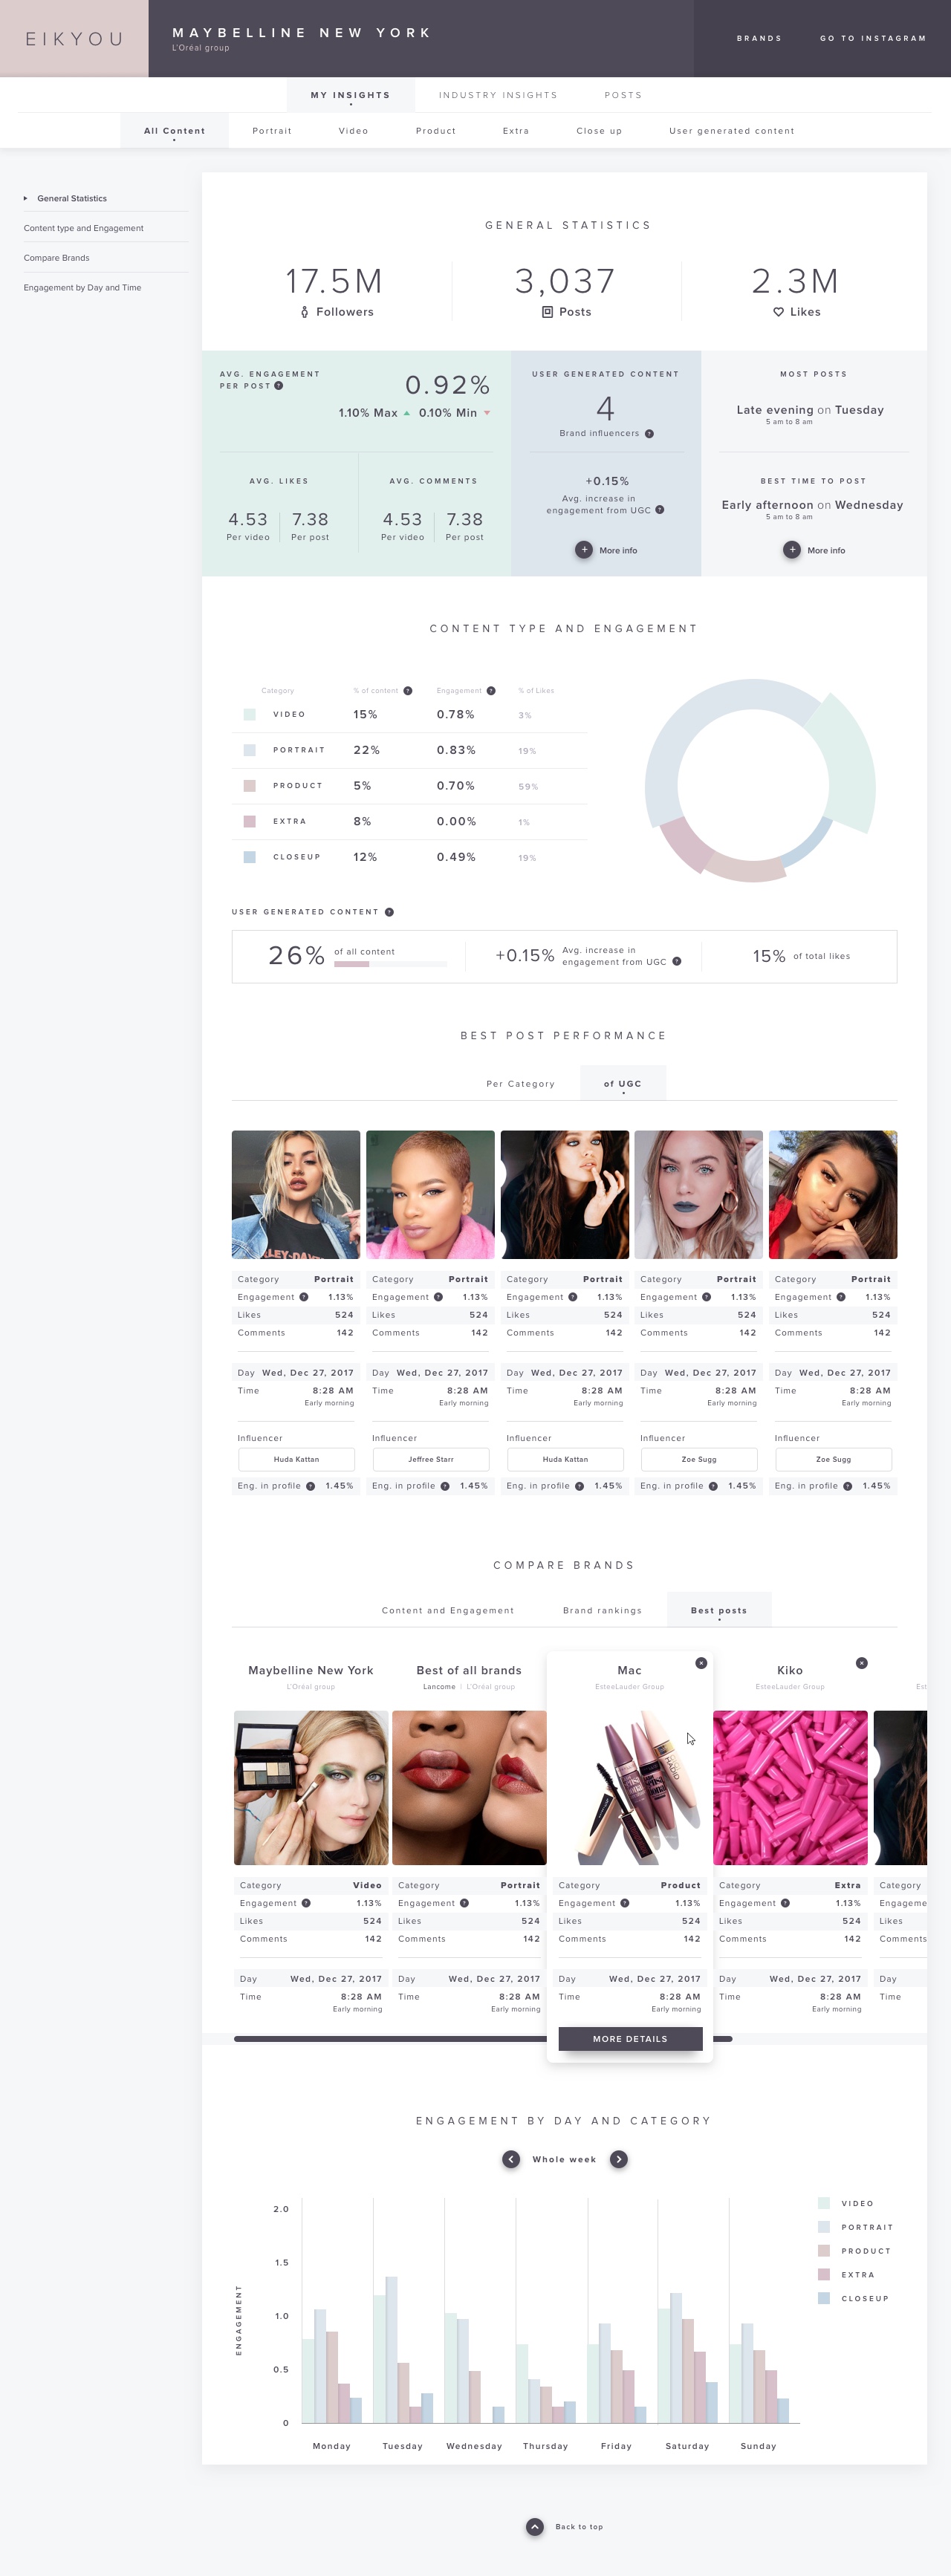 EIKYOU
MAYBELLINE NEW YORK
L'Oréal group
BRANDS
GO TO INSTAGRAM
MY INSIGHTS
INDUSTRY INSIGHTS
POSTS
All Content
Portrait
Video
Product
Extra
Close up
User generated content
General Statistics
Content type and Engagement
Compare Brands
Engagement by Day and Time
GENERAL STATISTICS
17.5M
Followers
3,037
Posts
2.3M
Likes
AVG. ENGAGEMENT
PER POST ?
0.92%
1.10% Max 0.10% Min
AVG. LIKES
4.53
Per video
7.38
Per post
AVG. COMMENTS
4.53
Per video
7.38
Per post
USER GENERATED CONTENT
4
Brand influencers ?
+0.15%
Avg. increase in
engagement from UGC ?
+ More info
MOST POSTS
Late evening on Tuesday
5 am to 8 am
BEST TIME TO POST
Early afternoon on Wednesday
5 am to 8 am
+ More info
CONTENT TYPE AND ENGAGEMENT
Category % of content ? Engagement ? % of Likes
VIDEO 15% 0.78% 3%
PORTRAIT 22% 0.83% 19%
PRODUCT 5% 0.70% 59%
EXTRA 8% 0.00% 1%
CLOSEUP 12% 0.49% 19%
USER GENERATED CONTENT ?
26% of all content
+0.15% Avg. increase in
engagement from UGC ?
15% of total likes
BEST POST PERFORMANCE
Per Category
of UGC
LEY-DAV
Category Portrait
Engagement ? 1.13%
Likes 524
Comments 142
Day Wed, Dec 27, 2017
Time 8:28 AM
Early morning
Influencer
Huda Kattan
Eng. in profile ? 1.45%
Category Portrait
Engagement ? 1.13%
Likes 524
Comments 142
Day Wed, Dec 27, 2017
Time 8:28 AM
Early morning
Influencer
Jeffree Starr
Eng. in profile ? 1.45%
Category Portrait
Engagement ? 1.13%
Likes 524
Comments 142
Day Wed, Dec 27, 2017
Time 8:28 AM
Early morning
Influencer
Huda Kattan
Eng. in profile ? 1.45%
Category Portrait
Engagement ? 1.13%
Likes 524
Comments 142
Day Wed, Dec 27, 2017
Time 8:28 AM
Early morning
Influencer
Zoe Sugg
Eng. in profile ? 1.45%
Category Portrait
Engagement ? 1.13%
Likes 524
Comments 142
Day Wed, Dec 27, 2017
Time 8:28 AM
Early morning
Influencer
Zoe Sugg
Eng. in profile ? 1.45%
COMPARE BRANDS
Content and Engagement
Brand rankings
Best posts
Maybelline New York
L'Oréal group
Category Video
Engagement ? 1.13%
Likes 524
Comments 142
Day Wed, Dec 27, 2017
Time 8:28 AM
Early morning
Best of all brands
Lancome | L'Oréal group
Category Portrait
Engagement ? 1.13%
Likes 524
Comments 142
Day Wed, Dec 27, 2017
Time 8:28 AM
Early morning
Mac
EsteeLauder Group
Category Product
Engagement ? 1.13%
Likes 524
Comments 142
Day Wed, Dec 27, 2017
Time 8:28 AM
Early morning
MORE DETAILS
Kiko
EsteeLauder Group
Category Extra
Engagement ? 1.13%
Likes 524
Comments 142
Day Wed, Dec 27, 2017
Time 8:28 AM
Early morning
Est
Category
Engageme
Likes
Comments
Day
Time
ENGAGEMENT BY DAY AND CATEGORY
Whole week
ENGAGEMENT
2.0
1.5
1.0
0.5
0
Monday Tuesday Wednesday Thursday Friday Saturday Sunday
VIDEO
PORTRAIT
PRODUCT
EXTRA
CLOSEUP
Back to top